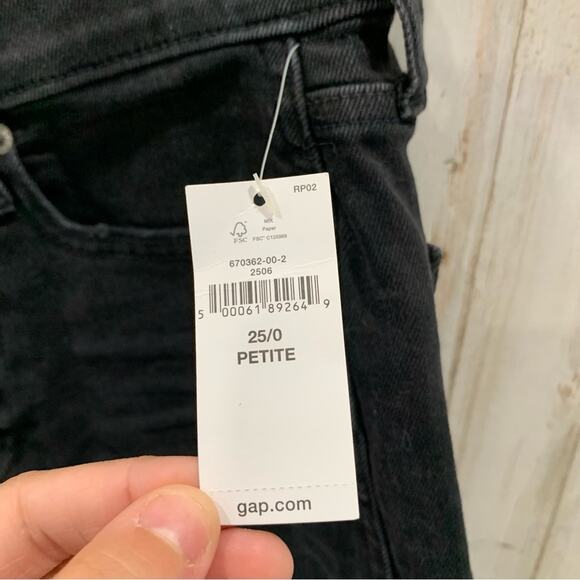 RP02
MIX
Paper
FSC
FSC® C125989
670362-00-2
2506
5 00061 89264 9
25/0
PETITE
gap.com